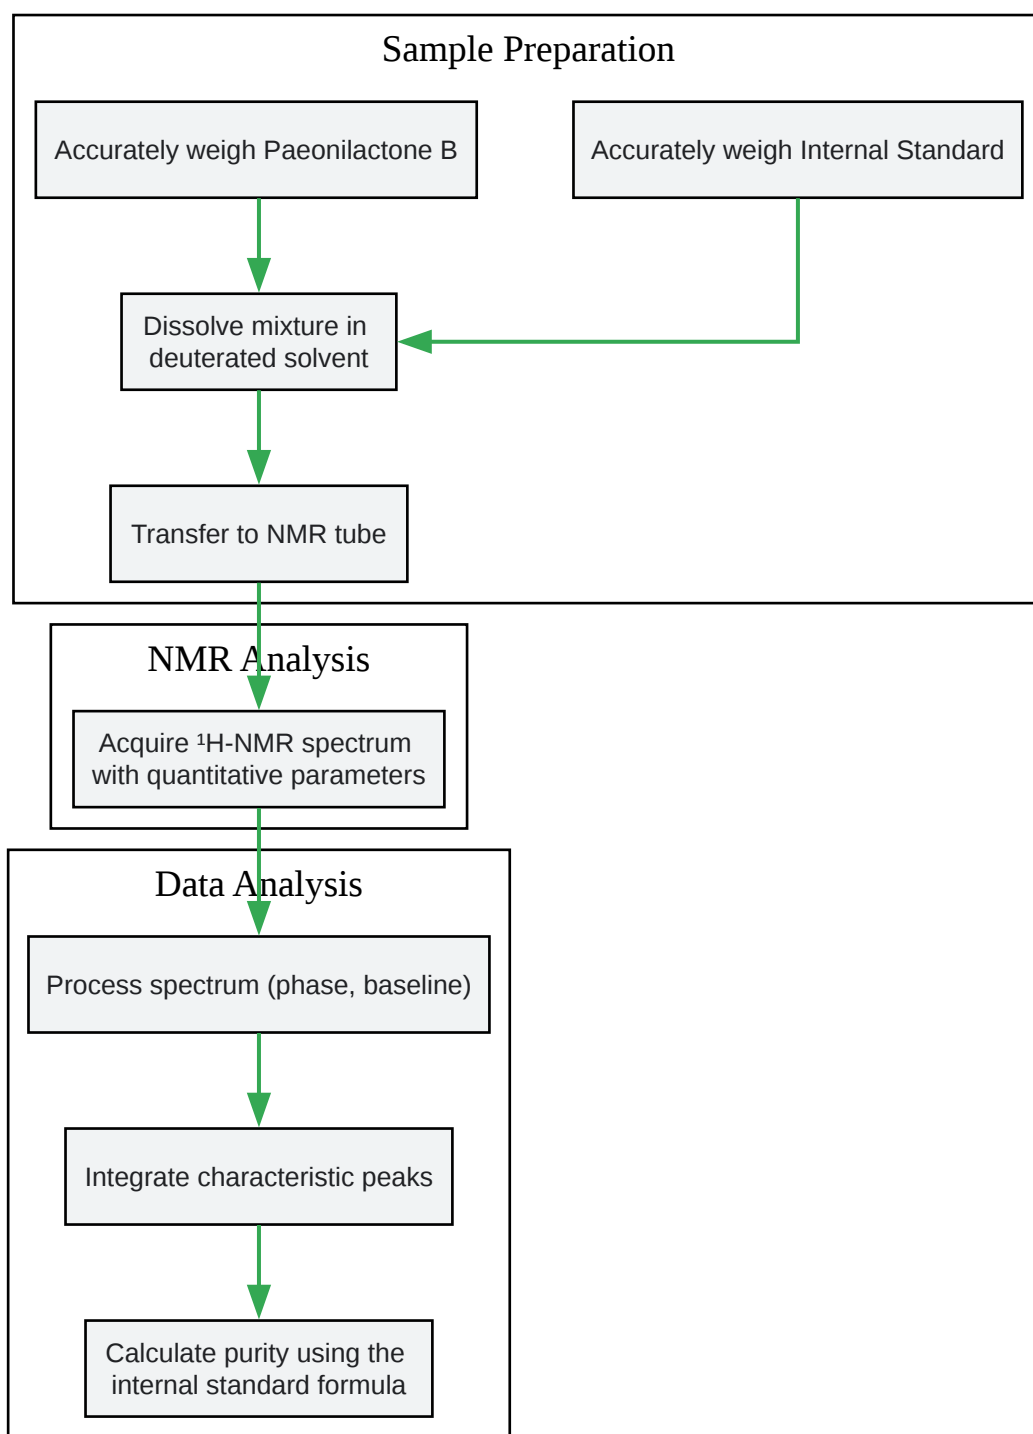 Sample Preparation
Accurately weigh Paeonilactone B
Accurately weigh Internal Standard
Dissolve mixture in
deuterated solvent
Transfer to NMR tube
NMR Analysis
Acquire ¹H-NMR spectrum
with quantitative parameters
Data Analysis
Process spectrum (phase, baseline)
Integrate characteristic peaks
Calculate purity using the
internal standard formula